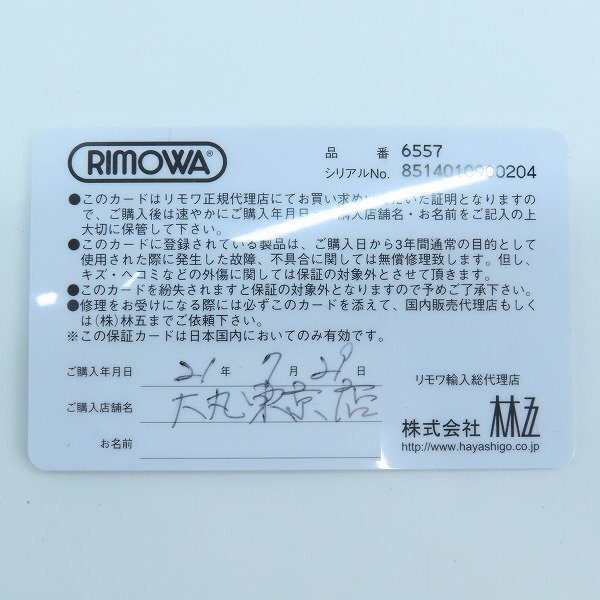 RIMOWA®
品 番 6557
シリアルNo. 8514010900204
●このカードはリモワ正規代理店にてお買い求めいただいた証明となりますの
で、ご購入後は速やかにご購入年月日・ご購入店舗名・お名前をご記入の上
大切に保管して下さい。
●このカードに登録されている製品は、ご購入日から3年間通常の目的として
使用された際に発生した故障、不具合に関しては無償修理致します。但し、
キズ・ヘコミなどの外傷に関しては保証の対象外とさせて頂きます。
●このカードを紛失されますと保証の対象外となりますので予めご了承下さい。
●修理をお受けになる際には必ずこのカードを添えて、国内販売代理店もしく
は(株)林五までご依頼下さい。
※この保証カードは日本国内においてのみ有効です。
ご購入年月日 21 年 7 月 29 日
ご購入店舗名 大丸東京店
お名前
リモワ輸入総代理店
株式会社 林五
http://www.hayashigo.co.jp